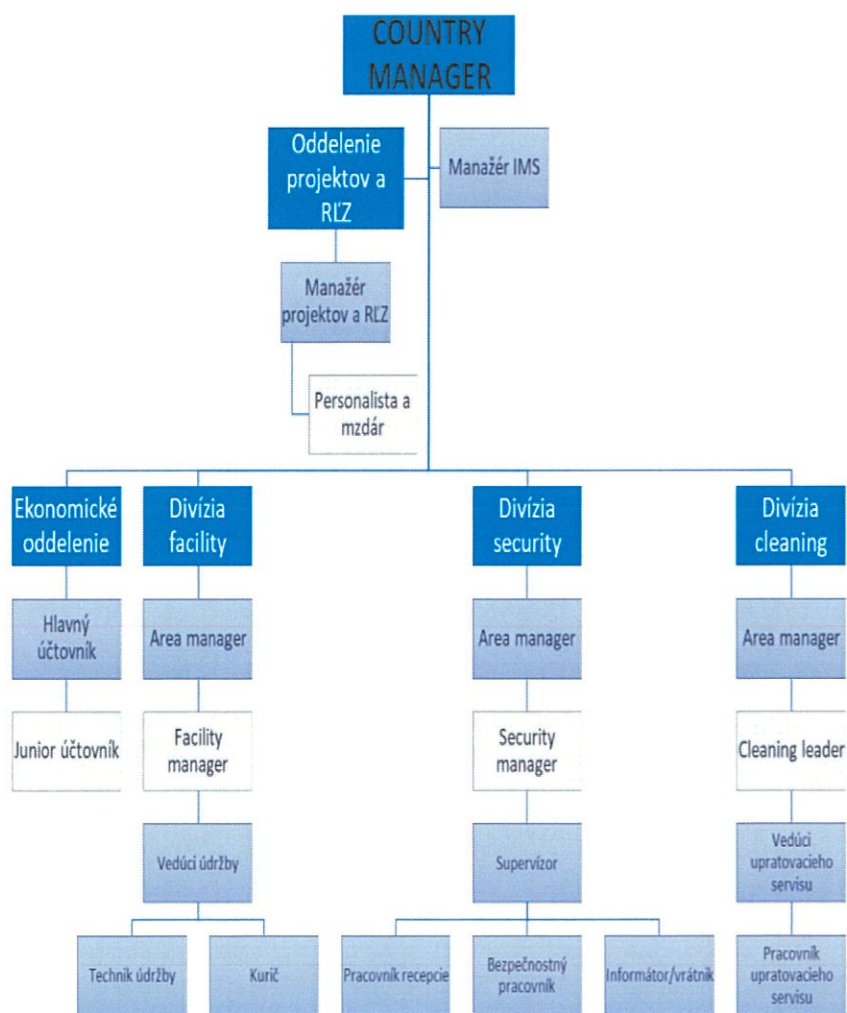 COUNTRY
MANAGER
Oddelenie
projektov a
RĽZ
Manažér IMS
Manažér
projektov a RĽZ
Personalista a
mzdár
Ekonomické
oddelenie
Divízia
facility
Divízia
security
Divízia
cleaning
Hlavný
účtovník
Area manager
Area manager
Area manager
Junior účtovník
Facility
manager
Security
manager
Cleaning leader
Vedúci údržby
Supervízor
Vedúci
upratovacieho
servisu
Technik údržby
Kurič
Pracovník recepcie
Bezpečnostný
pracovník
Informátor/vrátnik
Pracovník
upratovacieho
servisu